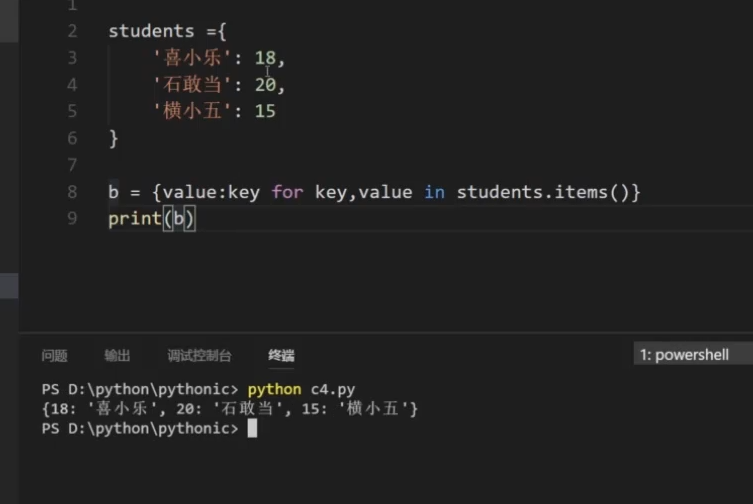 1
2 students ={
3 '喜小乐': 18,
4 '石敢当': 20,
5 '横小五': 15
6 }
7
8 b = {value:key for key,value in students.items()}
9 print(b)
问题 输出 调试控制台 终端 1: powershell
PS D:\python\pythonic> python c4.py
{18: '喜小乐', 20: '石敢当', 15: '横小五'}
PS D:\python\pythonic>